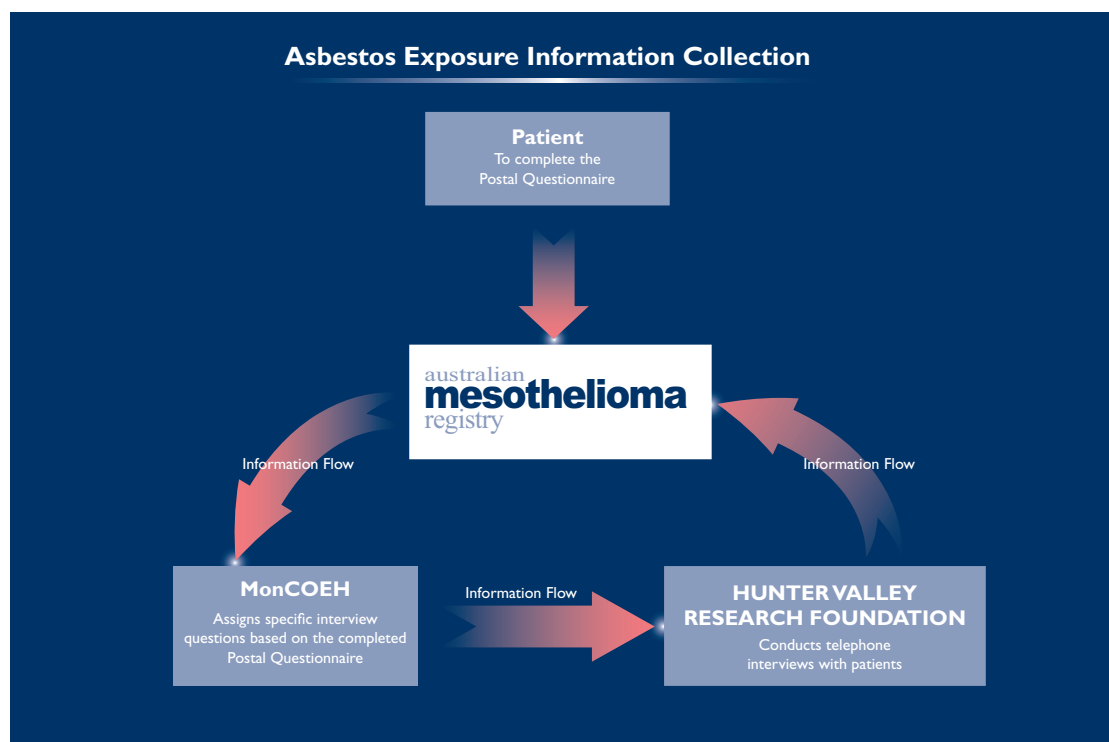 Asbestos Exposure Information Collection
Patient
To complete the
Postal Questionnaire
australian
mesothelioma
registry
Information Flow
Information Flow
MonCOEH
Assigns specific interview
questions based on the completed
Postal Questionnaire
Information Flow
HUNTER VALLEY
RESEARCH FOUNDATION
Conducts telephone
interviews with patients